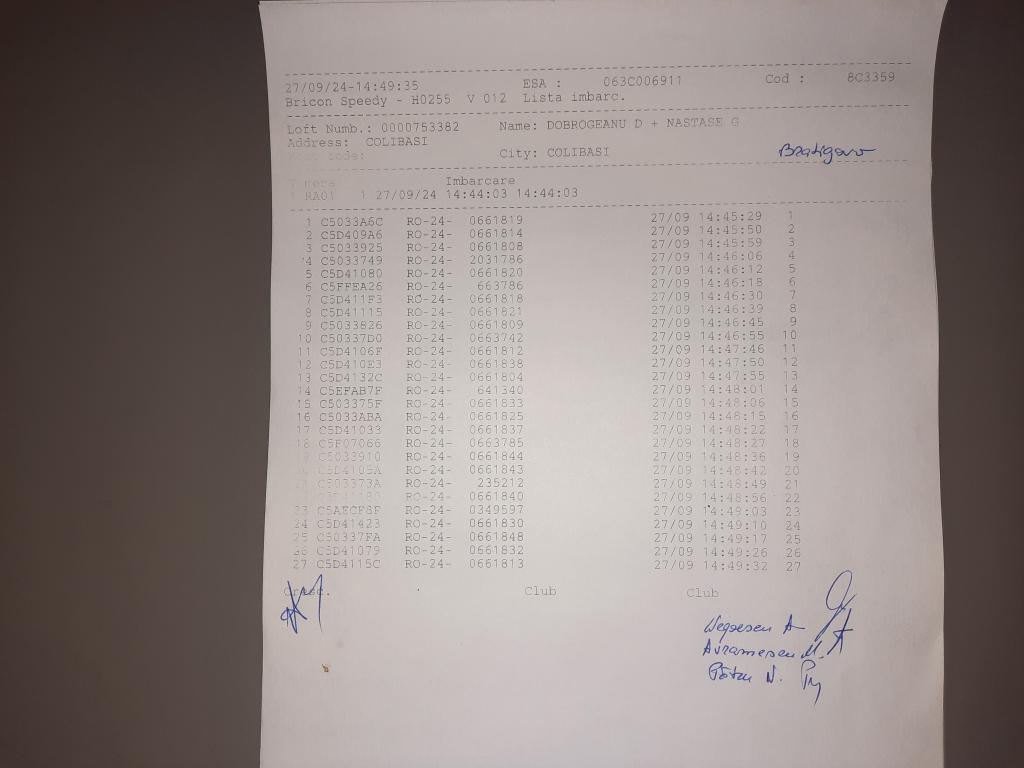 27/09/24-14:49:35 ESA : 063C006911 Cod : 8C3359
Bricon Speedy - H0255 V 012 Lista imbarc.
Loft Numb.: 0000753382 Name: DOBROGEANU D + NASTASE G
Address: COLIBASI
code: City: COLIBASI
Imbarcare
RA01 1 27/09/24 14:44:03 14:44:03
1 C5033A6C RO-24- 0661819 27/09 14:45:29 1
2 C5D409A6 RO-24- 0661814 27/09 14:45:50 2
3 C5033925 RO-24- 0661808 27/09 14:45:59 3
4 C5033749 RO-24- 2031786 27/09 14:46:06 4
5 C5D41080 RO-24- 0661820 27/09 14:46:12 5
6 C5FFEA26 RO-24- 663786 27/09 14:46:18 6
7 C5D411F3 RO-24- 0661818 27/09 14:46:30 7
8 C5D41115 RO-24- 0661821 27/09 14:46:39 8
9 C5033826 RO-24- 0661809 27/09 14:46:45 9
10 C50337D0 RO-24- 0663742 27/09 14:46:55 10
11 C5D4106F RO-24- 0661812 27/09 14:47:46 11
12 C5D410E3 RO-24- 0661838 27/09 14:47:50 12
13 C5D4132C RO-24- 0661804 27/09 14:47:55 13
14 C5EFAB7F RO-24- 641340 27/09 14:48:01 14
15 C503375F RO-24- 0661833 27/09 14:48:06 15
16 C5033ABA RO-24- 0661825 27/09 14:48:15 16
17 C5D41033 RO-24- 0661837 27/09 14:48:22 17
18 C5F07066 RO-24- 0663785 27/09 14:48:27 18
19 C5033910 RO-24- 0661844 27/09 14:48:36 19
C5D4105A RO-24- 0661843 27/09 14:48:42 20
C503373A RO-24- 235212 27/09 14:48:49 21
RO-24- 0661840 27/09 14:48:56 22
23 C5AECF8F RO-24- 0349597 27/09 14:49:03 23
24 C5D41423 RO-24- 0661830 27/09 14:49:10 24
25 C50337FA RO-24- 0661848 27/09 14:49:17 25
26 C5D41079 RO-24- 0661832 27/09 14:49:26 26
27 C5D4115C RO-24- 0661813 27/09 14:49:32 27
Club Club